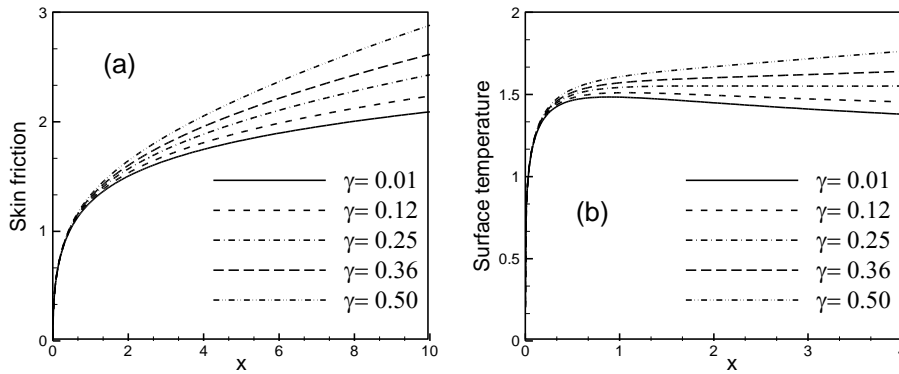 (a)
Skin friction
3
2
1
0
0 2 4 6 8 10
x
γ= 0.01
γ= 0.12
γ= 0.25
γ= 0.36
γ= 0.50
(b)
Surface temperature
2
1.5
1
0.5
0
0 1 2 3 4
x
γ= 0.01
γ= 0.12
γ= 0.25
γ= 0.36
γ= 0.50